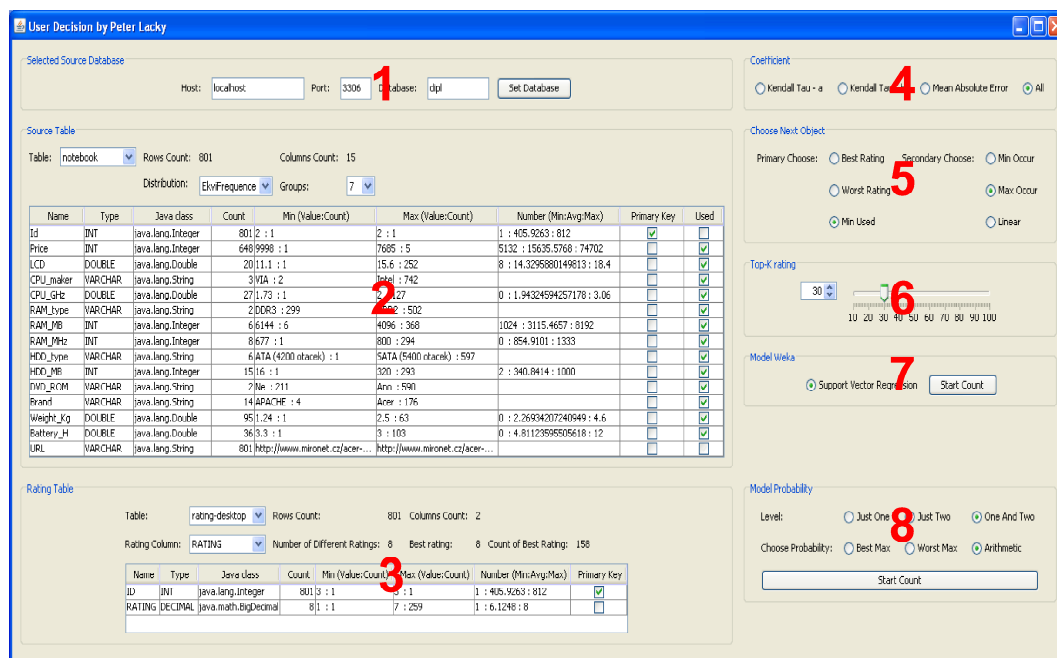 User Decision by Peter Lacky
Selected Source Database
Host: localhost Port: 3306 Database: dipl Set Database
1
Source Table
Table: notebook Rows Count: 801 Columns Count: 15
Distribution: EkviFrequence Groups: 7
Name Type Java class Count Min (Value:Count) Max (Value:Count) Number (Min:Avg:Max) Primary Key Used
Id INT java.lang.Integer 801 2 : 1 2 : 1 1 : 405.9263 : 812
Price INT java.lang.Integer 648 9998 : 1 7685 : 5 5132 : 15635.5768 : 74702
LCD DOUBLE java.lang.Double 20 11.1 : 1 15.6 : 252 8 : 14.3295880149813 : 18.4
CPU_maker VARCHAR java.lang.String 3 VIA : 2 Intel : 742
CPU_GHz DOUBLE java.lang.Double 27 1.73 : 1 127 0 : 1.94324594257178 : 3.06
RAM_type VARCHAR java.lang.String 2 DDR3 : 299 : 502
RAM_MB INT java.lang.Integer 6 6144 : 6 4096 : 368 1024 : 3115.4657 : 8192
RAM_MHz INT java.lang.Integer 8 677 : 1 800 : 294 0 : 854.9101 : 1333
HDD_type VARCHAR java.lang.String 6 ATA (4200 otacek) : 1 SATA (5400 otacek) : 597
HDD_MB INT java.lang.Integer 15 16 : 1 320 : 293 2 : 340.8414 : 1000
DVD_ROM VARCHAR java.lang.String 2 Ne : 211 Ano : 590
Brand VARCHAR java.lang.String 14 APACHE : 4 Acer : 176
Weight_Kg DOUBLE java.lang.Double 95 1.24 : 1 2.5 : 63 0 : 2.26934207240949 : 4.6
Battery_H DOUBLE java.lang.Double 36 3.3 : 1 3 : 103 0 : 4.81123595505618 : 12
URL VARCHAR java.lang.String 801 http://www.mironet.cz/acer-... http://www.mironet.cz/acer-...
2
Rating Table
Table: rating-desktop Rows Count: 801 Columns Count: 2
Rating Column: RATING Number of Different Ratings: 8 Best rating: 8 Count of Best Rating: 158
3
Name Type Java class Count Min (Value:Count) Max (Value:Count) Number (Min:Avg:Max) Primary Key
ID INT java.lang.Integer 801 3 : 1 : 1 1 : 405.9263 : 812
RATING DECIMAL java.math.BigDecimal 8 1 : 1 7 : 259 1 : 6.1248 : 8
Coefficient
Kendall Tau - a Kendall Tau Mean Absolute Error All
4
Choose Next Object
Primary Choose: Best Rating Secondary Choose: Min Occur
5
Worst Rating Max Occur
Min Used Linear
Top-K rating
30
6
10 20 30 40 50 60 70 80 90 100
Model Weka
7
Support Vector Regression Start Count
Model Probability
Level: Just One Just Two One And Two
8
Choose Probability: Best Max Worst Max Arithmetic
Start Count